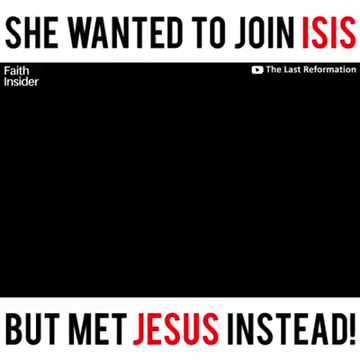 SHE WANTED TO JOIN ISIS
Faith
Insider
The Last Reformation
BUT MET JESUS INSTEAD!